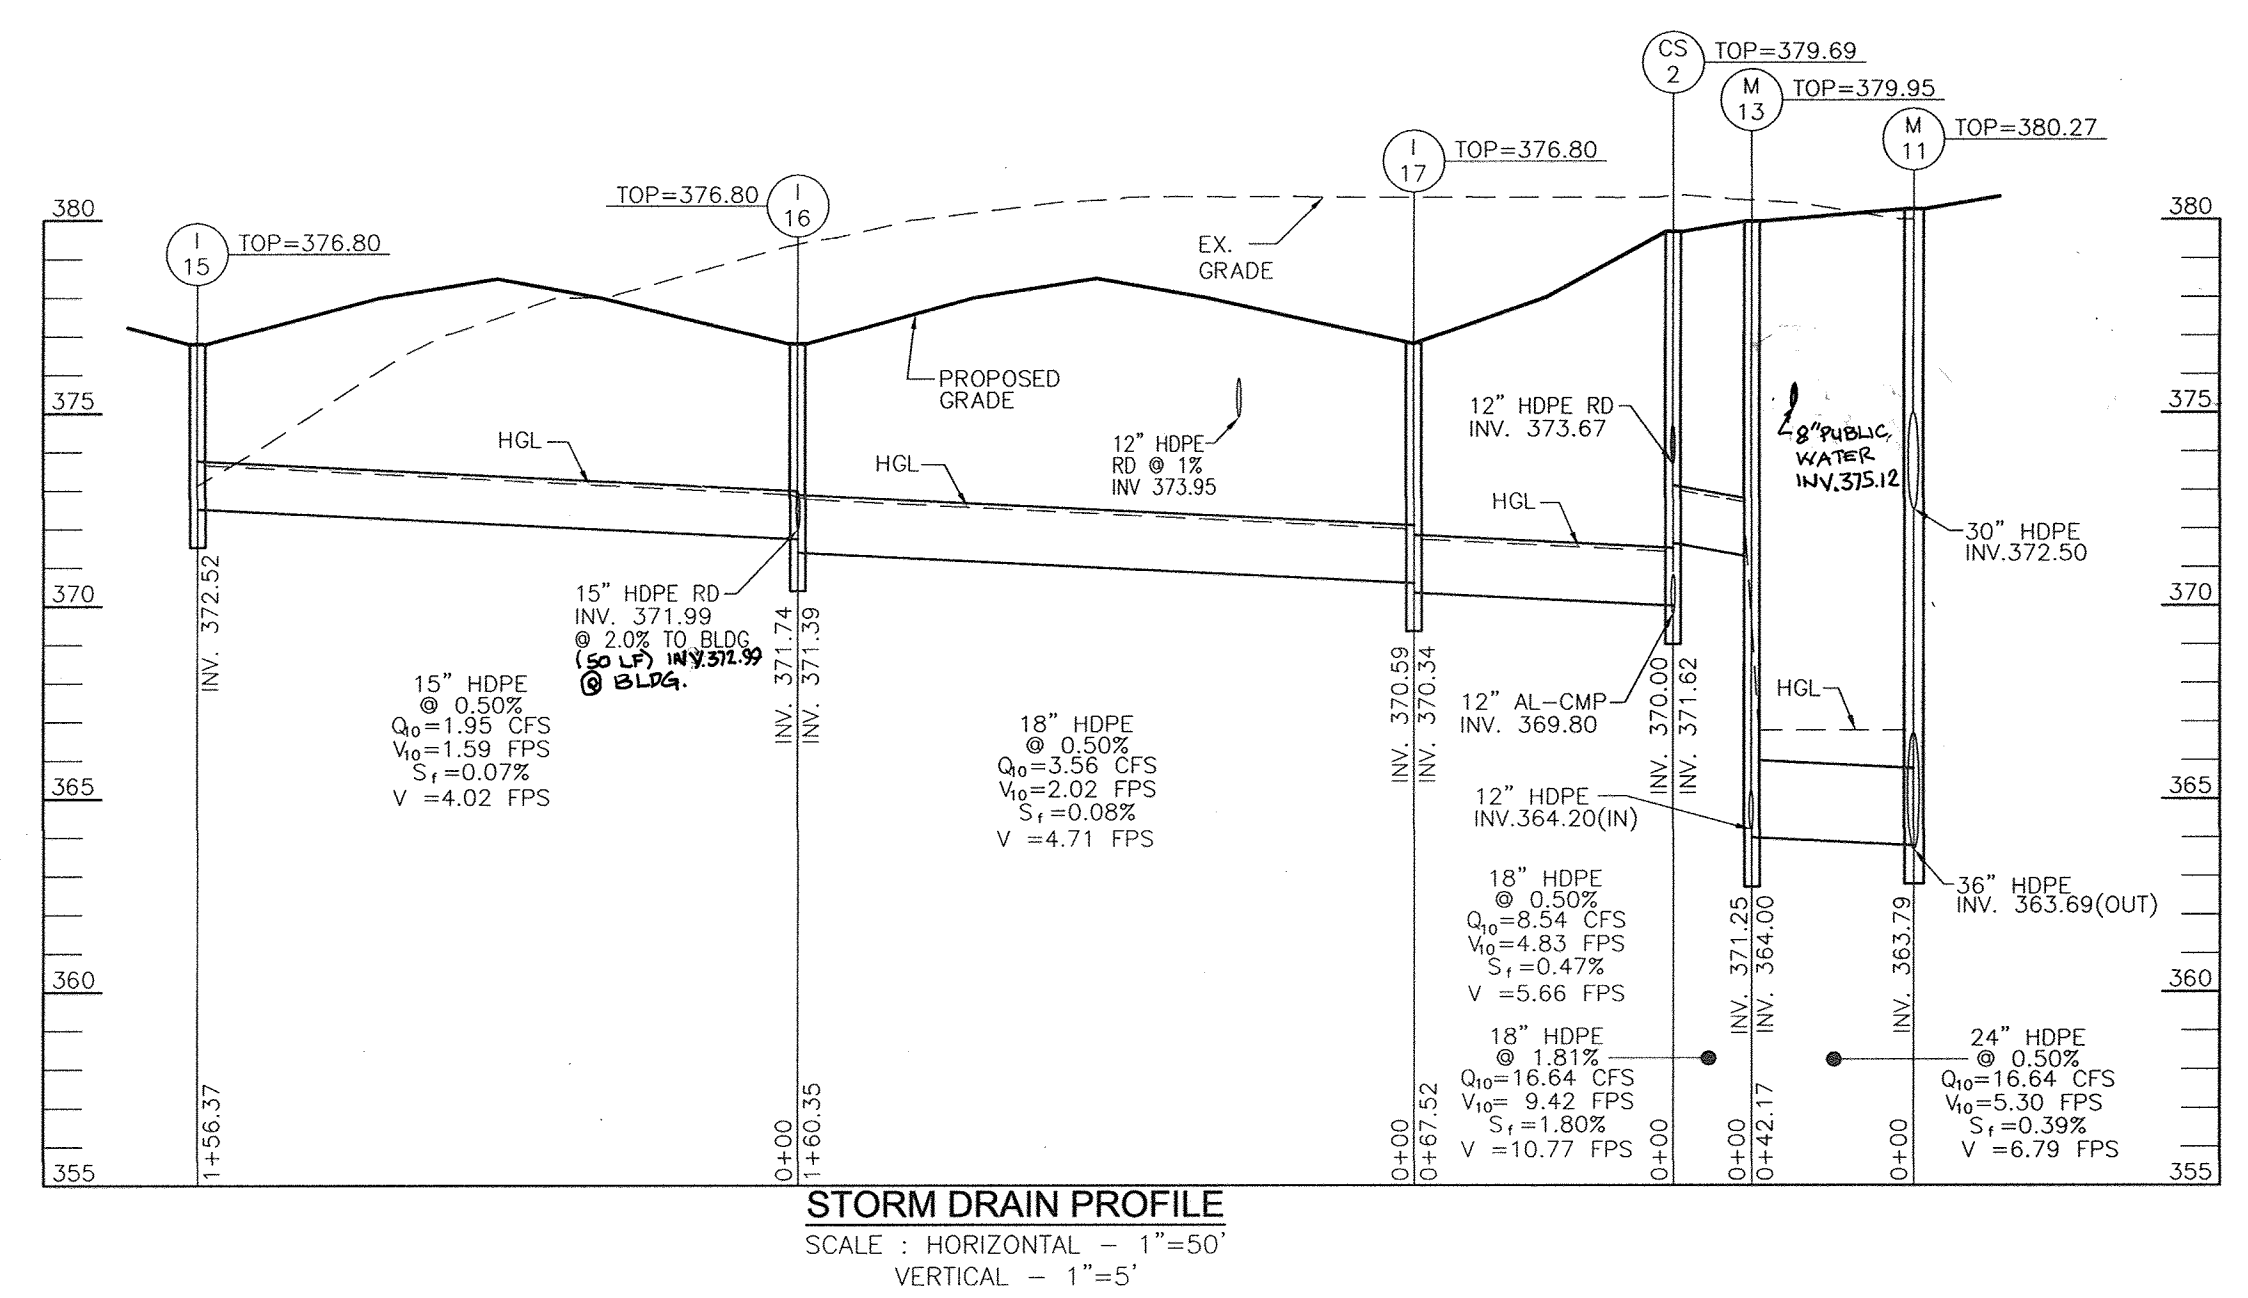 CS
2
TOP=379.69
M
13
TOP=379.95
M
11
TOP=380.27
I
17
TOP=376.80
I
16
TOP=376.80
I
15
TOP=376.80
380
375
370
365
360
355
380
375
370
365
360
355
EX.
GRADE
PROPOSED
GRADE
HGL
HGL
HGL
HGL
12" HDPE
RD @ 1%
INV 373.95
12" HDPE RD
INV. 373.67
8" PUBLIC
WATER
INV.375.12
30" HDPE
INV.372.50
15" HDPE RD
INV. 371.99
@ 2.0% TO BLDG
(50 LF) INV.372.99
@ BLDG.
12" AL-CMP
INV. 369.80
12" HDPE
INV.364.20(IN)
36" HDPE
INV. 363.69(OUT)
INV. 372.52
INV. 371.74
INV. 371.39
INV. 370.59
INV. 370.34
INV. 370.00
INV. 371.62
INV. 371.25
INV. 364.00
INV. 363.79
15" HDPE
@ 0.50%
Q10=1.95 CFS
V10=1.59 FPS
Sf=0.07%
V =4.02 FPS
18" HDPE
@ 0.50%
Q10=3.56 CFS
V10=2.02 FPS
Sf=0.08%
V =4.71 FPS
18" HDPE
@ 0.50%
Q10=8.54 CFS
V10=4.83 FPS
Sf=0.47%
V =5.66 FPS
18" HDPE
@ 1.81%
Q10=16.64 CFS
V10= 9.42 FPS
Sf=1.80%
V =10.77 FPS
24" HDPE
@ 0.50%
Q10=16.64 CFS
V10=5.30 FPS
Sf=0.39%
V =6.79 FPS
1+56.37
0+00
1+60.35
0+00
0+67.52
0+00
0+00
0+42.17
0+00
STORM DRAIN PROFILE
SCALE : HORIZONTAL – 1"=50'
VERTICAL – 1"=5'